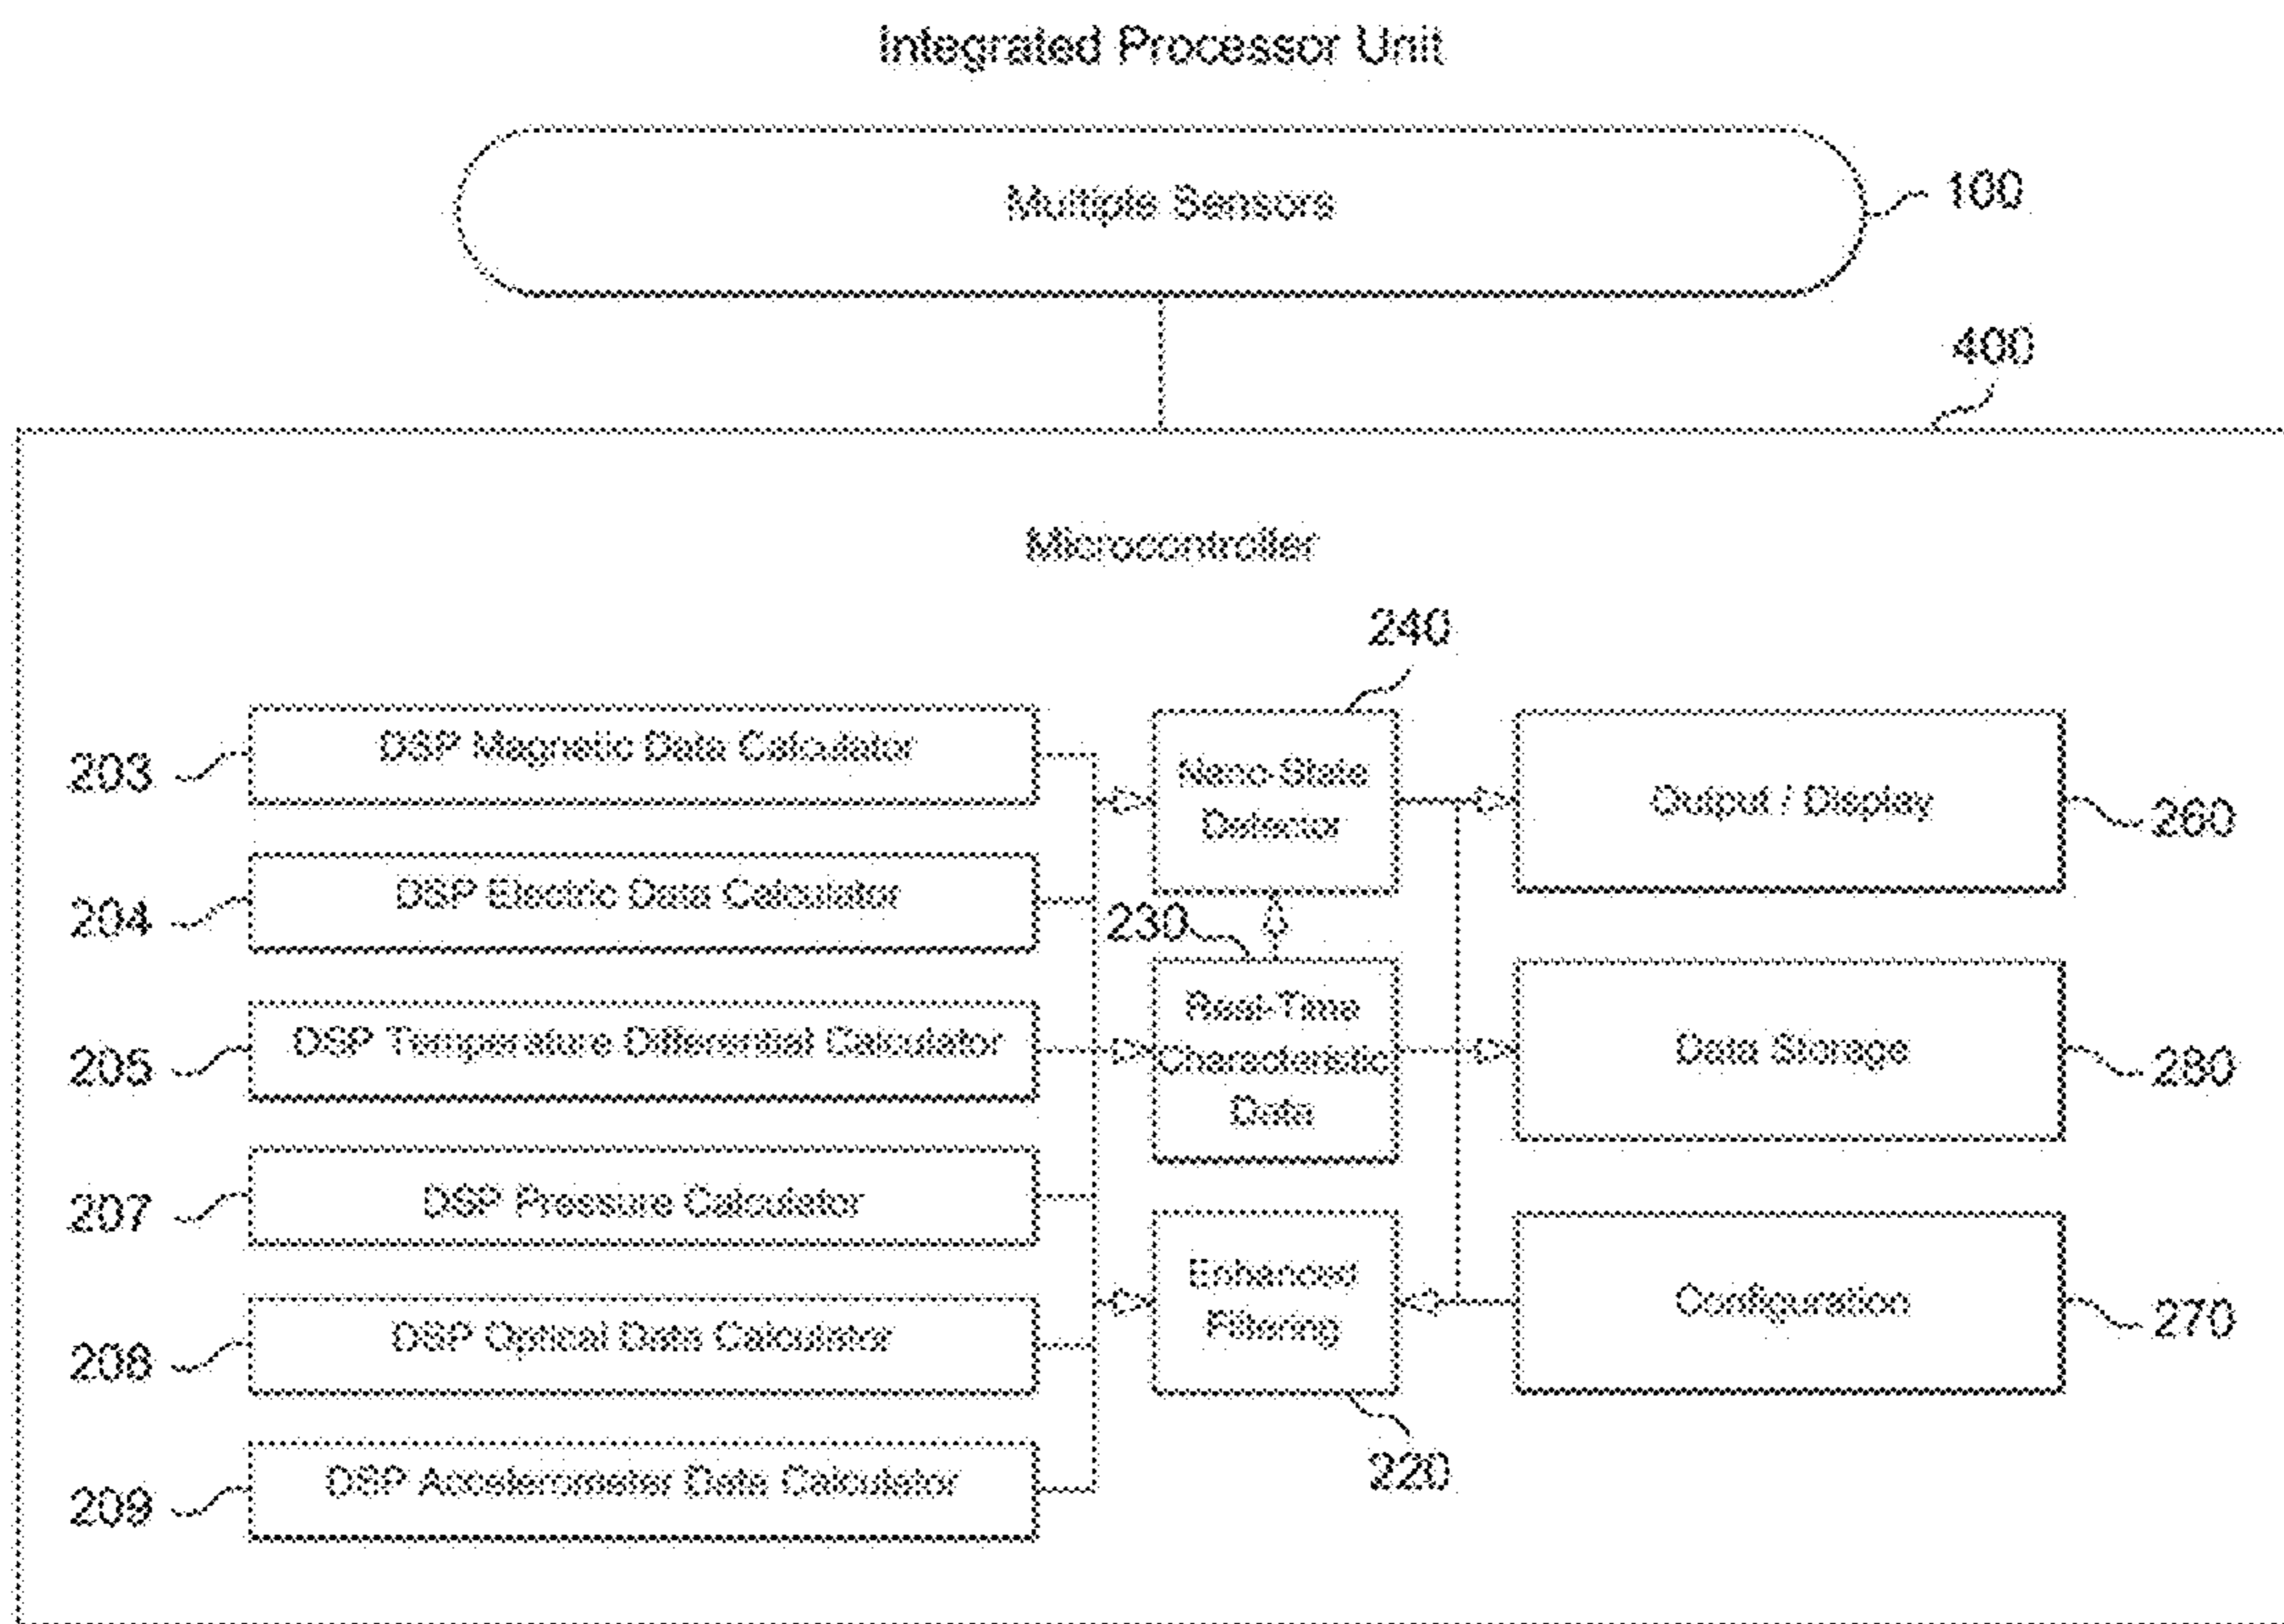 Integrated Processor Unit
Multiple Sensors
100
400
Microcontroller
240
203
DSP Magnetic Data Calculator
Nano-State
Detector
Output / Display
260
204
DSP Electric Data Calculator
230
205
DSP Temperature Differential Calculator
Real-Time
Characteristic
Data
Data Storage
280
207
DSP Pressure Calculator
208
DSP Optical Data Calculator
Enhanced
Filtering
Configuration
270
209
DSP Accelerometer Data Calculator
220